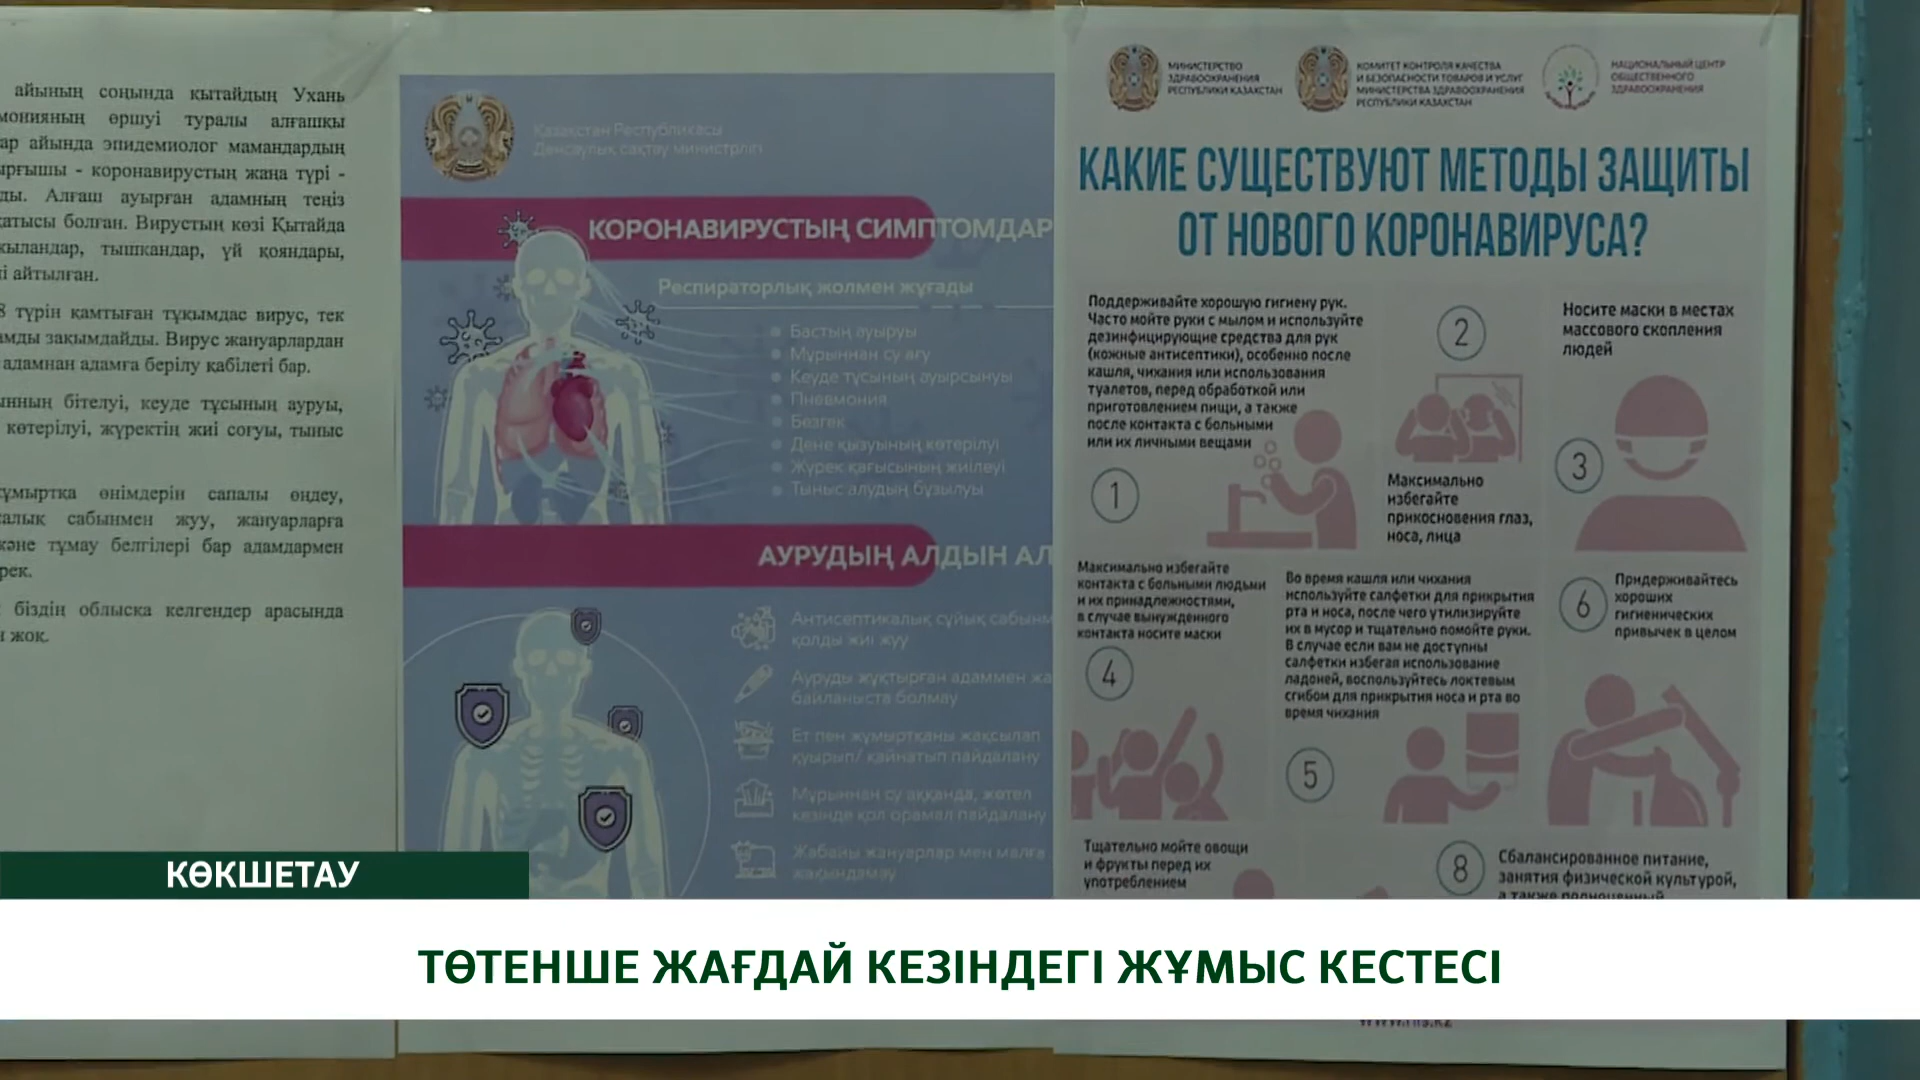 айының соңында қытайдың Ухань
өршуі туралы алғашқы
айында эпидемиолог мамандардың
- коронавирустың жаңа түрі -
Алғаш ауырған адамның теңіз
болған. Вирустың көзі Қытайда
тышкандар, үй қояндары,
айтылған.
түрін қамтыған тұқымдас вирус, тек
зақымдайды. Вирус жануарлардан
адамнан адамға берілу қабілеті бар.
бітелуі, кеуде тұсының ауруы,
көтерілуі, жүректің жиі соғуы, тыныс
өнімдерін сапалы өңдеу,
сабынмен жуу, жануарларға
тұмау белгілері бар адамдармен
біздің облысқа келгендер арасында
жоқ.
Қазақстан Республикасы
Денсаулық сақтау министрлігі
КОРОНАВИРУСТЫҢ СИМПТОМДАР
Респираторлық жолмен жұғады
Бастың ауыруы
Мұрыннан су ағу
Кеуде тұсының ауырсынуы
Пневмония
Безгек
Дене қызуының көтерілуі
Жүрек қағысының жиілеуі
Тыныс алудың бұзылуы
АУРУДЫҢ АЛДЫН АЛ
Антисептикалық сұйық сабынм
қолды жиі жуу
Ауруды жұқтырған адаммен жа
байланыста болмау
Ет пен жұмыртқаны жақсылап
қуырып/ қайнатып пайдалану
Мұрыннан су аққанда, жөтел
кезінде қол орамал пайдалану
Жабайы жануарлар мен малға
жақындамау
МИНИСТЕРСТВО
ЗДРАВООХРАНЕНИЯ
РЕСПУБЛИКИ КАЗАХСТАН
КОМИТЕТ КОНТРОЛЯ КАЧЕСТВА
И БЕЗОПАСНОСТИ ТОВАРОВ И УСЛУГ
МИНИСТЕРСТВА ЗДРАВООХРАНЕНИЯ
РЕСПУБЛИКИ КАЗАХСТАН
НАЦИОНАЛЬНЫЙ ЦЕНТР
ОБЩЕСТВЕННОГО
ЗДРАВООХРАНЕНИЯ
КАКИЕ СУЩЕСТВУЮТ МЕТОДЫ ЗАЩИТЫ
ОТ НОВОГО КОРОНАВИРУСА?
Поддерживайте хорошую гигиену рук.
Часто мойте руки с мылом и используйте
дезинфицирующие средства для рук
(кожные антисептики), особенно после
кашля, чихания или использования
туалетов, перед обработкой или
приготовлением пищи, а также
после контакта с больными
или их личными вещами
1
2
Максимально
избегайте
прикосновения глаз,
носа, лица
Носите маски в местах
массового скопления
людей
3
Максимально избегайте
контакта с больными людьми
и их принадлежностями,
в случае вынужденного
контакта носите маски
4
Во время кашля или чихания
используйте салфетки для прикрытия
рта и носа, после чего утилизируйте
их в мусор и тщательно помойте руки.
В случае если вам не доступны
салфетки избегая использование
ладоней, воспользуйтесь локтевым
сгибом для прикрытия носа и рта во
время чихания
5
6
Придерживайтесь
хороших
гигиенических
привычек в целом
Тщательно мойте овощи
и фрукты перед их
употреблением
8
Сбалансированное питание,
занятия физической культурой,
а также полноценный
КӨКШЕТАУ
ТӨТЕНШЕ ЖАҒДАЙ КЕЗІНДЕГІ ЖҰМЫС КЕСТЕСІ